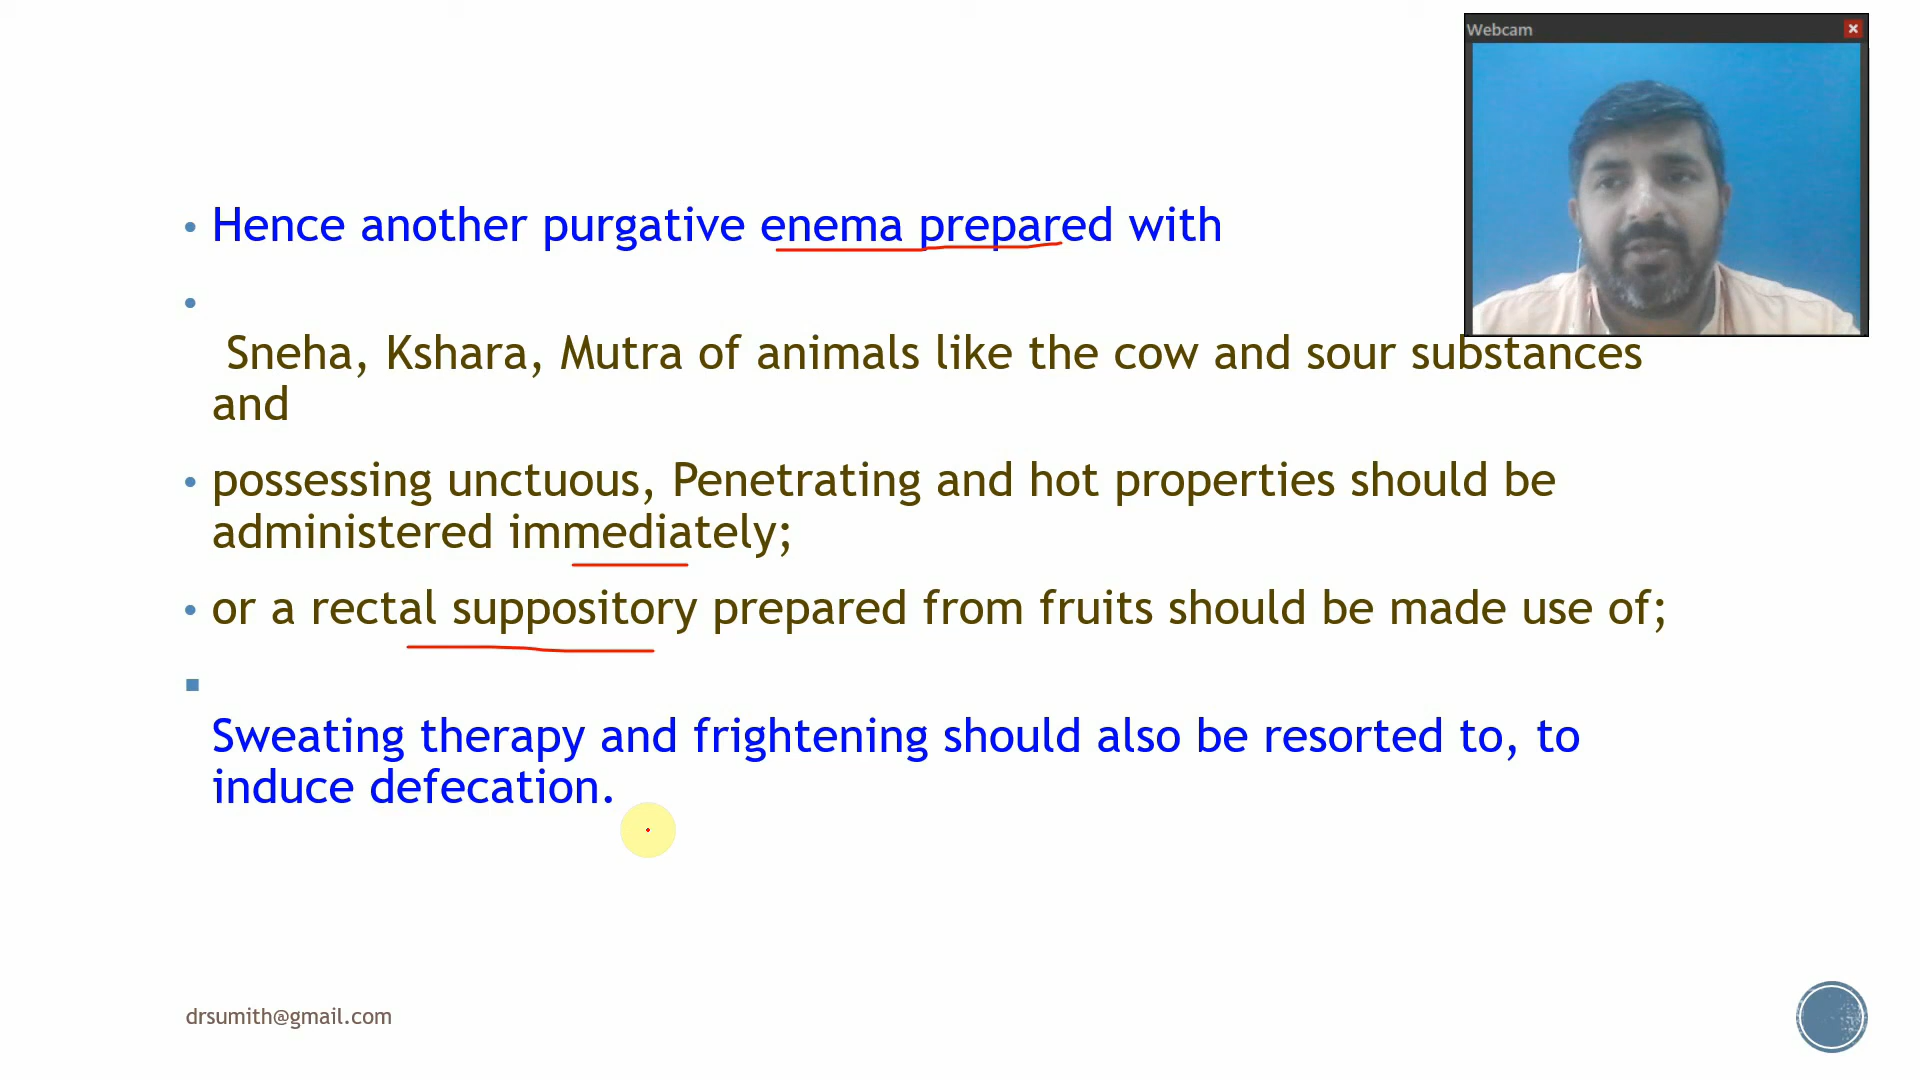 Webcam
Hence another purgative enema prepared with
Sneha, Kshara, Mutra of animals like the cow and sour substances
and
possessing unctuous, Penetrating and hot properties should be
administered immediately;
or a rectal suppository prepared from fruits should be made use of;
Sweating therapy and frightening should also be resorted to, to
induce defecation.
drsumith@gmail.com